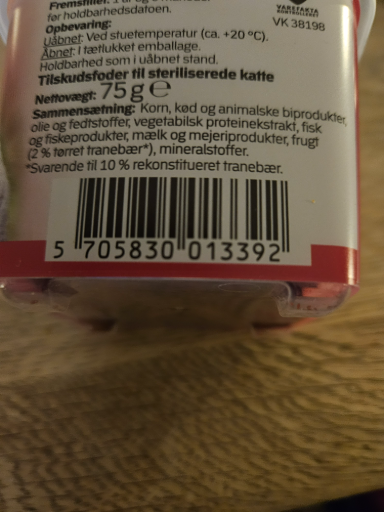 før holdbarhedsdatoen.
Opbevaring:
VK 38198
Uåbnet: Ved stuetemperatur (ca. +20 °C).
Åbnet: I tætlukket emballage.
Holdbarhed som i uåbnet stand.
Tilskudsfoder til steriliserede katte
Nettovægt: 75 g e
Sammensætning: Korn, kød og animalske biprodukter,
olie og fedtstoffer, vegetabilsk proteinekstrakt, fisk
og fiskeprodukter, mælk og mejeriprodukter, frugt
(2 % tørret tranebær*), mineralstoffer.
*Svarende til 10 % rekonstitueret tranebær.
5 705830 013392